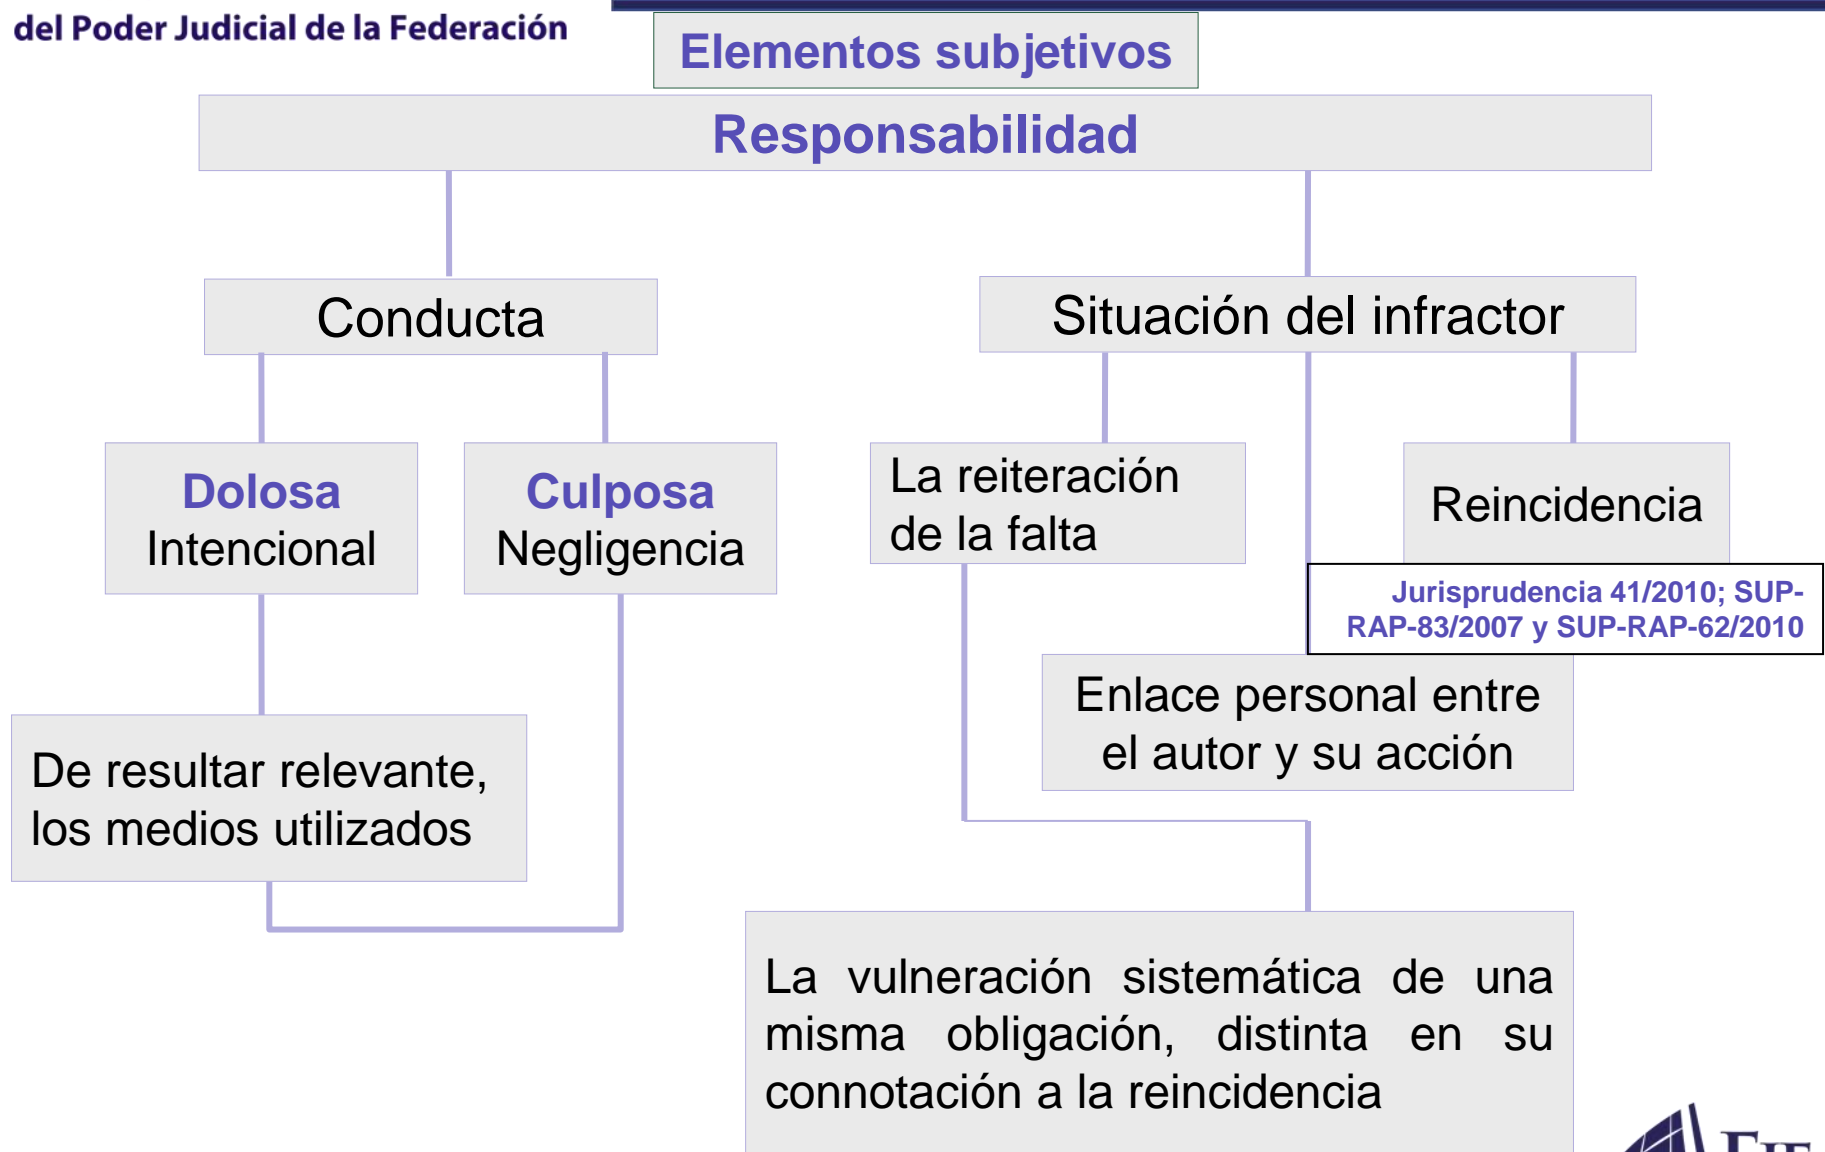 del Poder Judicial de la Federación
Elementos subjetivos
Responsabilidad
Conducta
Situación del infractor
Dolosa
Intencional
Culposa
Negligencia
La reiteración
de la falta
Reincidencia
Jurisprudencia 41/2010; SUP-
RAP-83/2007 y SUP-RAP-62/2010
Enlace personal entre
el autor y su acción
De resultar relevante,
los medios utilizados
La vulneración sistemática de una
misma obligación, distinta en su
connotación a la reincidencia